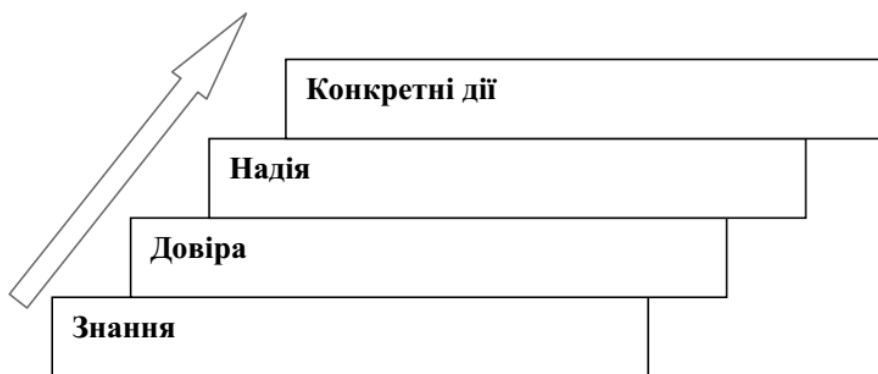 Конкретні дії
Надія
Довіра
Знання